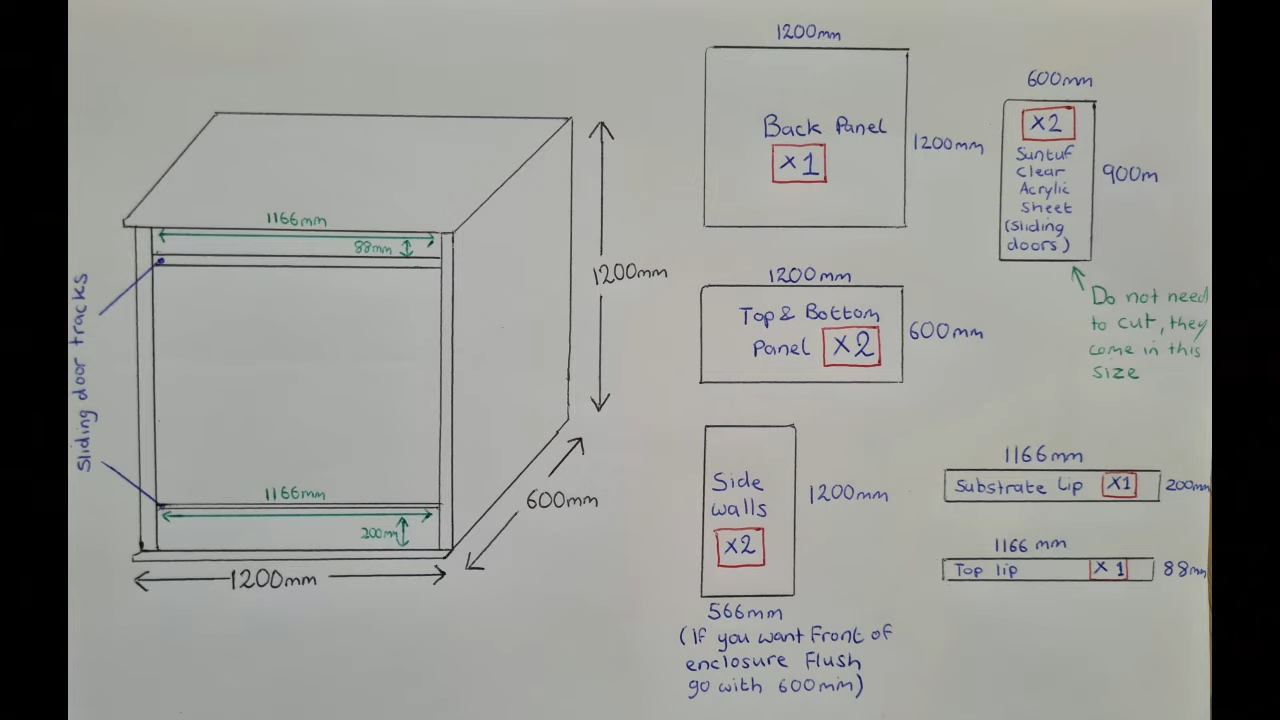 1166mm
88mm
sliding door tracks
1166mm
200m
1200mm
1200mm
600mm
1200mm
Back Panel
x1
1200mm
1200mm
Top & Bottom
Panel x2
600mm
Side
walls
x2
1200mm
566mm
(If you want Front of
enclosure Flush
go with 600mm)
600mm
x2
Suntuf
Clear
Acrylic
Sheet
(sliding
doors)
900m
Do not need
to cut, they
come in this
size
1166mm
Substrate Lip x1
200mm
1166 mm
Top lip x1
88mm